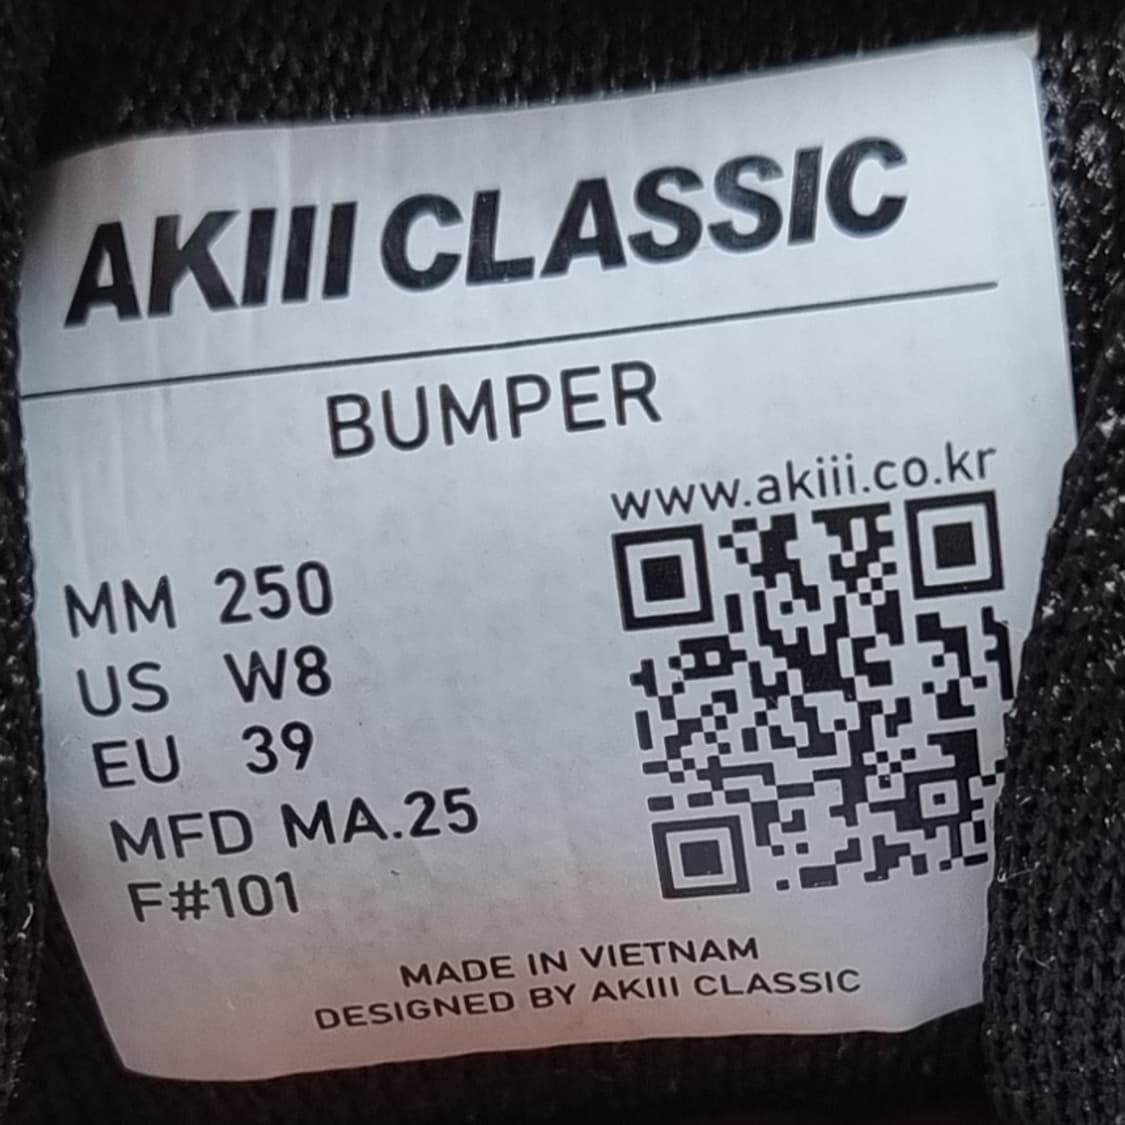 AKIII CLASSIC
BUMPER
www.akiii.co.kr
MM 250
US W8
EU 39
MFD MA.25
F#101
MADE IN VIETNAM
DESIGNED BY AKIII CLASSIC